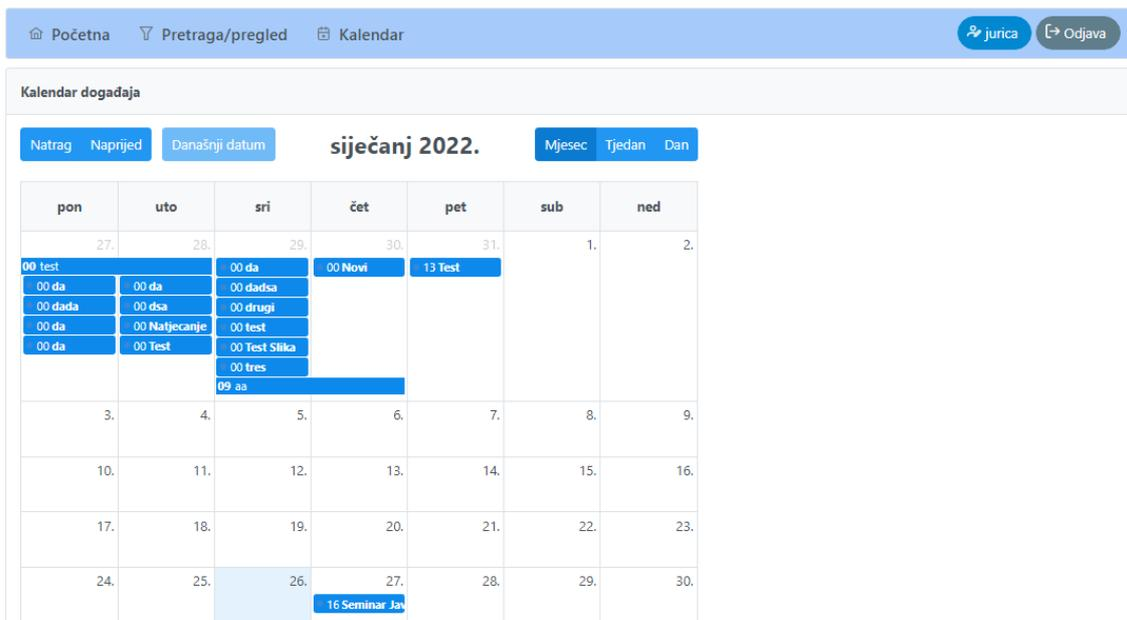 Početna Pretraga/pregled Kalendar jurica Odjava
Kalendar događaja
Natrag Naprijed Današnji datum siječanj 2022. Mjesec Tjedan Dan
pon uto sri čet pet sub ned
27. 28. 29. 30. 31. 1. 2.
00 test 00 da 00 Novi 13 Test
00 da 00 da 00 dadsa
00 dada 00 dsa 00 drugi
00 da 00 Natjecanje 00 test
00 da 00 Test 00 Test Slika
00 tres
09 aa
3. 4. 5. 6. 7. 8. 9.
10. 11. 12. 13. 14. 15. 16.
17. 18. 19. 20. 21. 22. 23.
24. 25. 26. 27. 28. 29. 30.
16 Seminar Jav